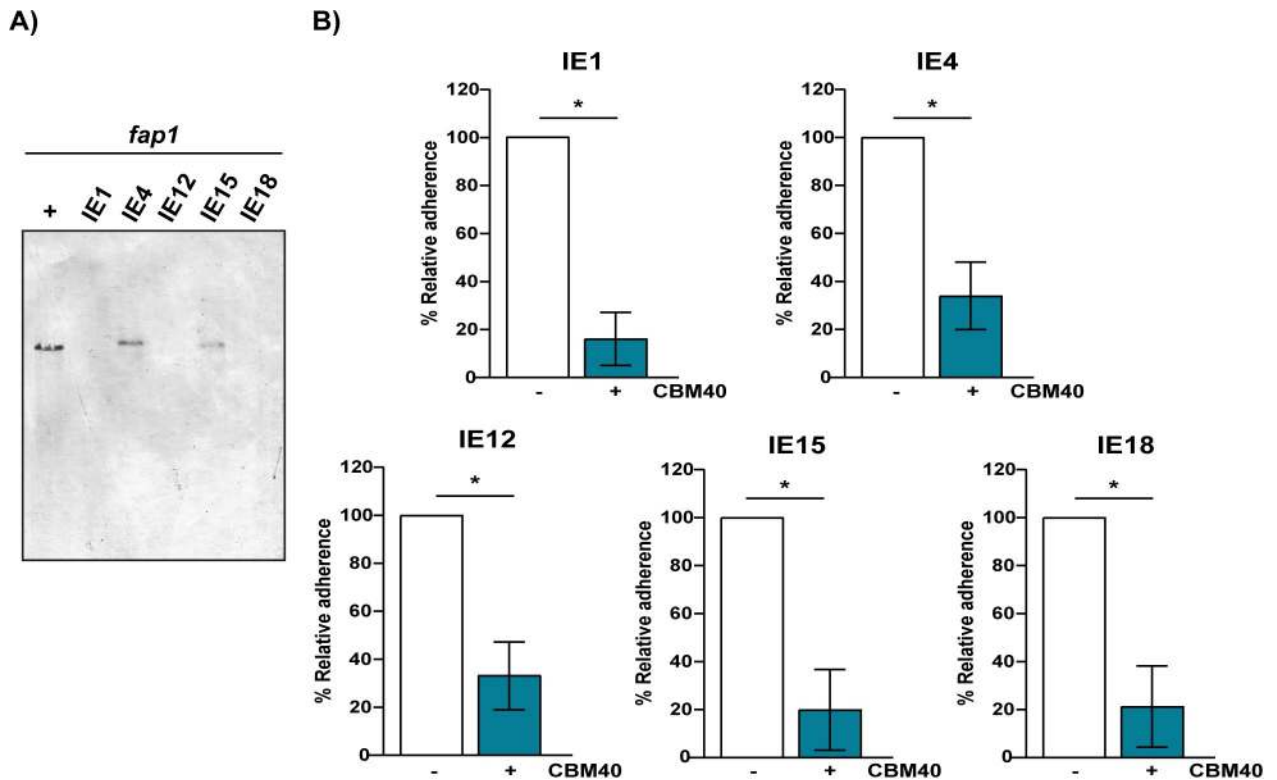 A)
fap1
+ IE1 IE4 IE12 IE15 IE18
B)
IE1
% Relative adherence
120
100
80
60
40
20
0
*
- + CBM40
IE4
% Relative adherence
120
100
80
60
40
20
0
*
- + CBM40
IE12
% Relative adherence
120
100
80
60
40
20
0
*
- + CBM40
IE15
% Relative adherence
120
100
80
60
40
20
0
*
- + CBM40
IE18
% Relative adherence
120
100
80
60
40
20
0
*
- + CBM40